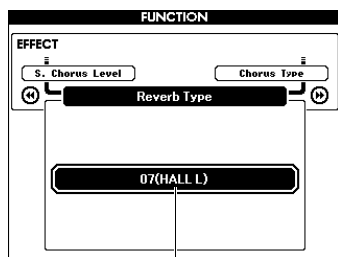 FUNCTION
EFFECT
S. Chorus Level
Chorus Type
Reverb Type
07(HALL L)